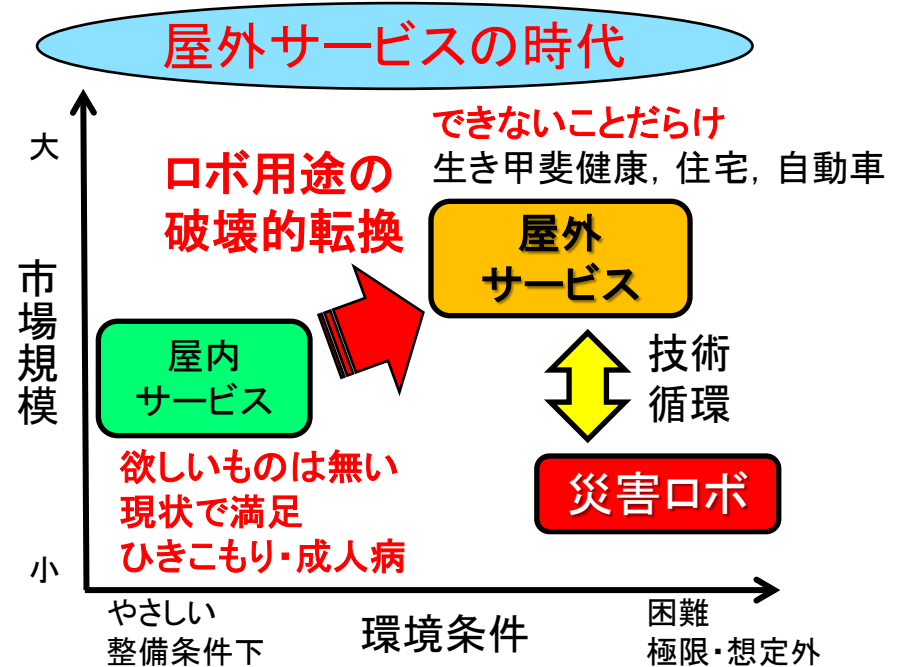 屋外サービスの時代
大
市場規模
小
ロボ用途の
破壊的転換
できないことだらけ
生き甲斐健康, 住宅, 自動車
屋外
サービス
屋内
サービス
技術
循環
欲しいものは無い
現状で満足
ひきこもり・成人病
災害ロボ
やさしい
整備条件下
環境条件
困難
極限・想定外